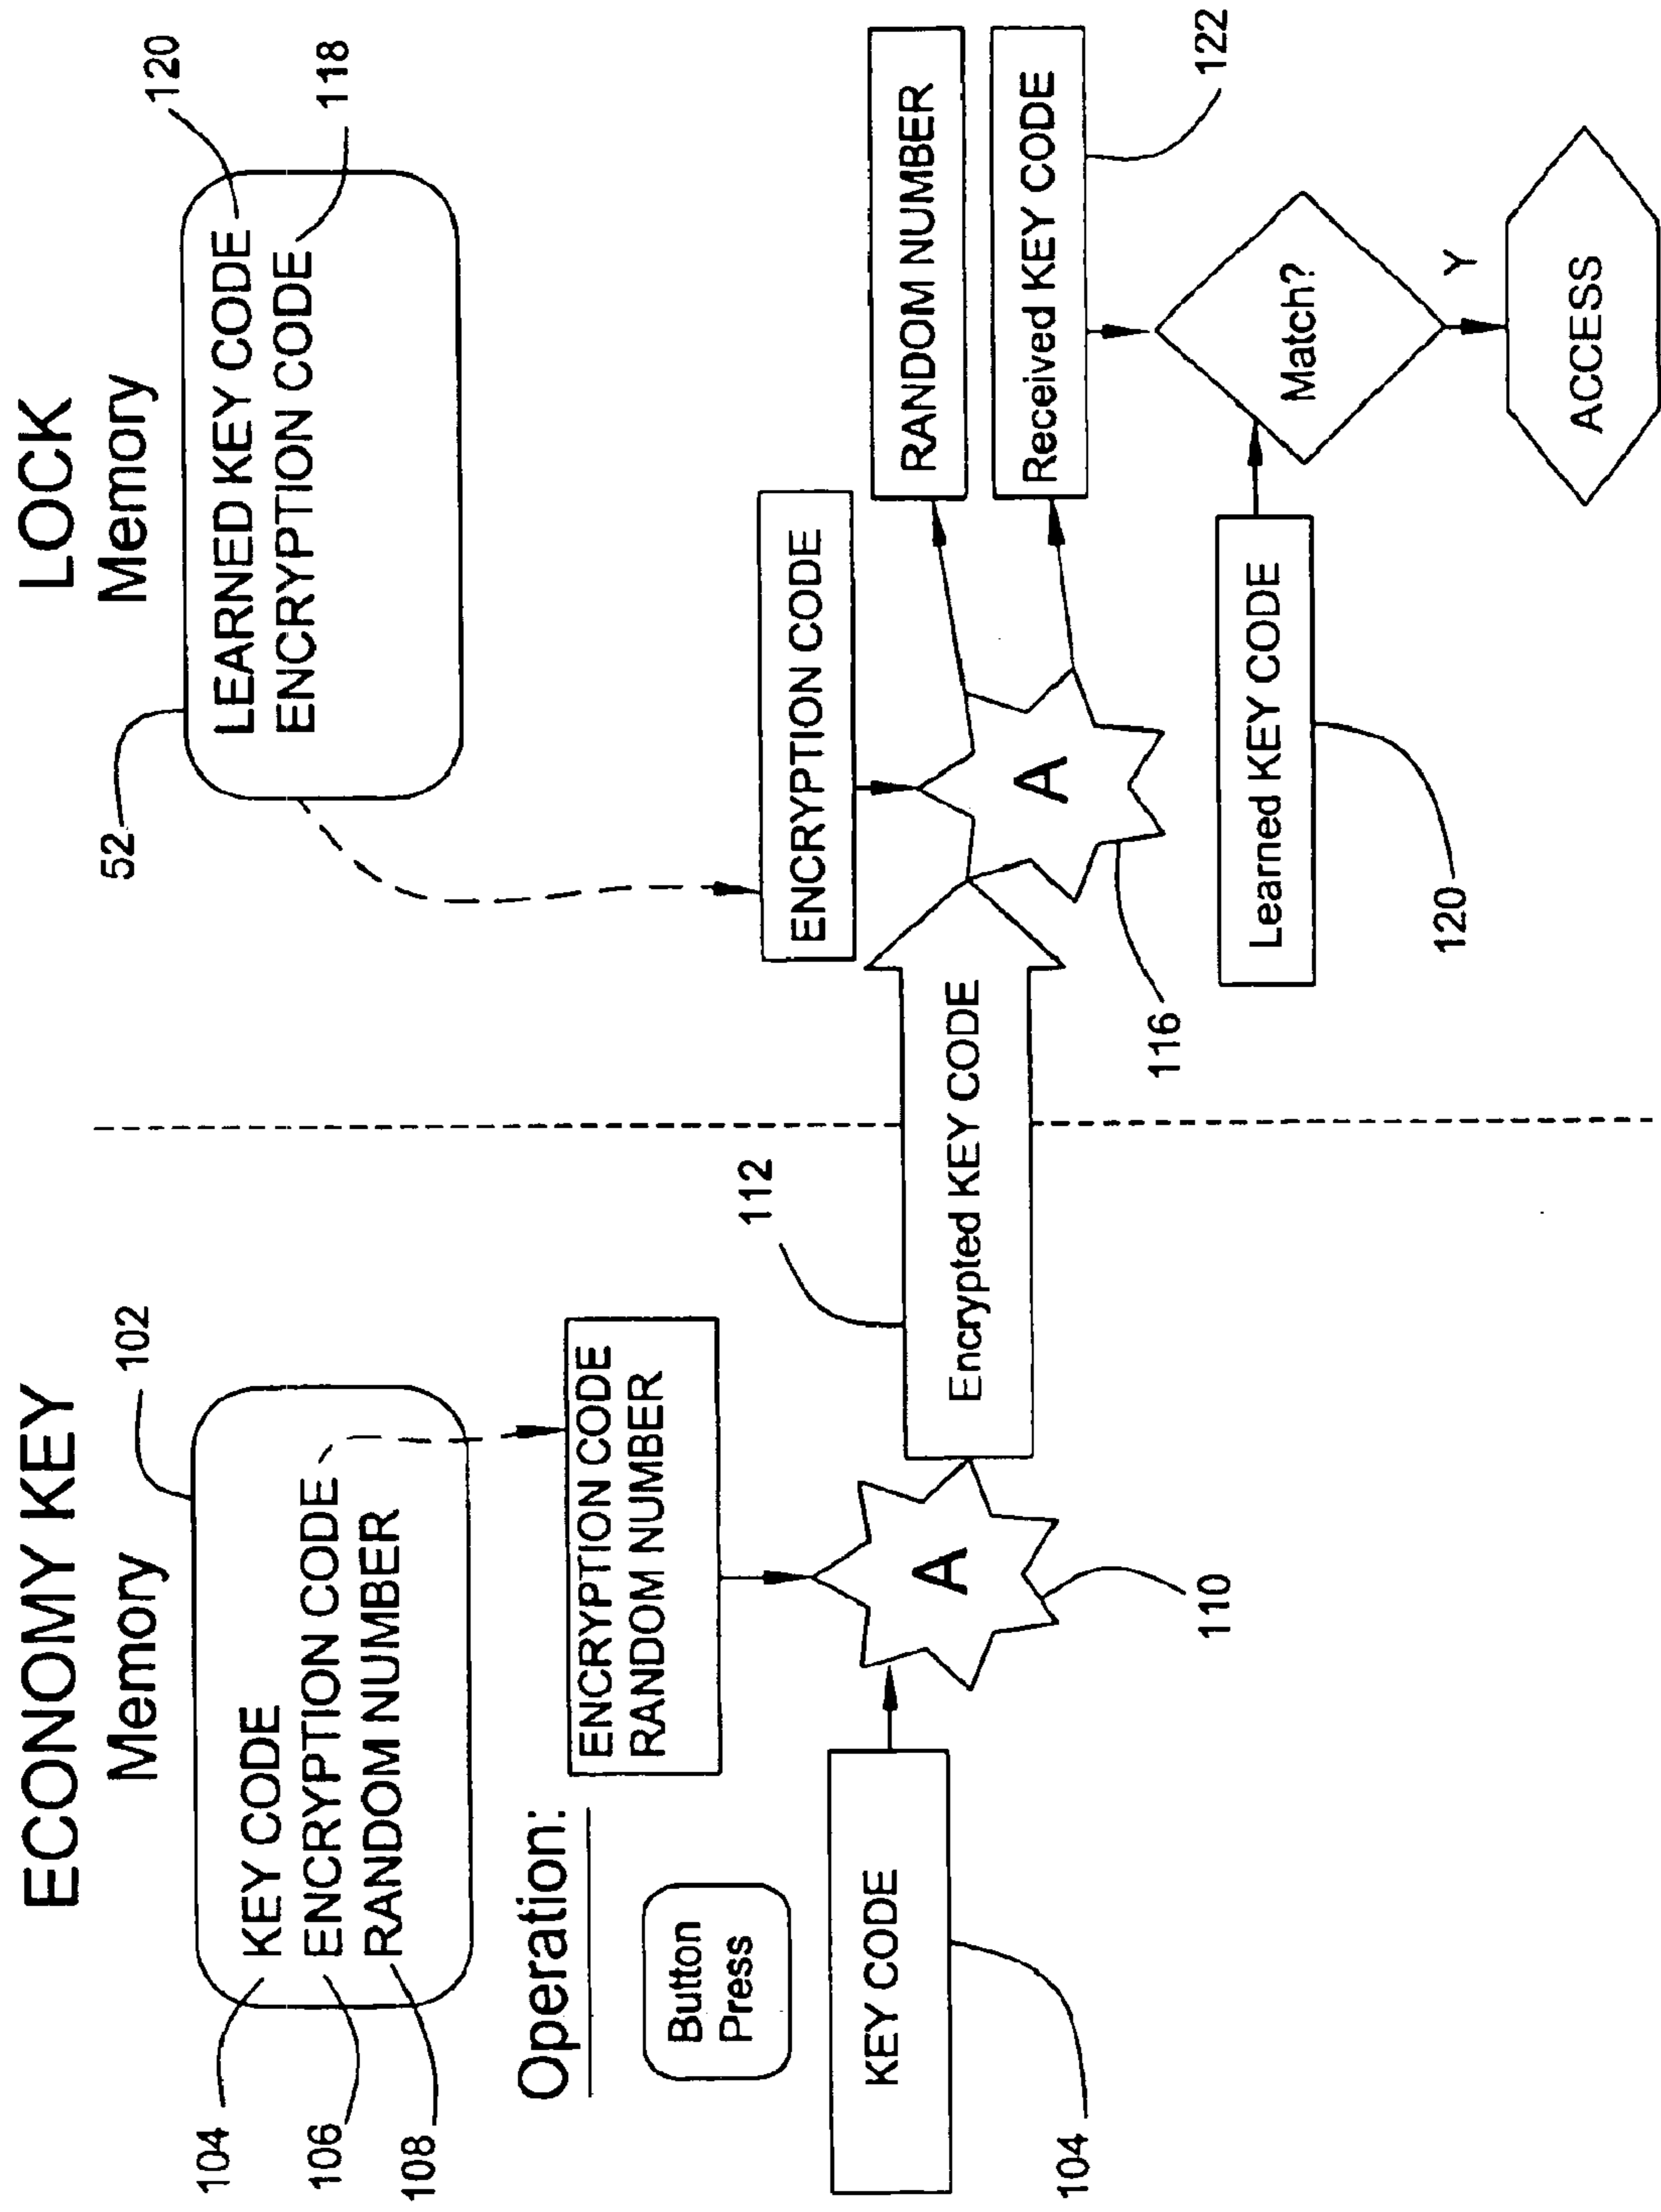 ECONOMY KEY
Memory
102
KEY CODE
ENCRYPTION CODE
RANDOM NUMBER
104
106
108
Operation:
Button
Press
ENCRYPTION CODE
RANDOM NUMBER
KEY CODE
104
A
110
112
Encrypted KEY CODE
LOCK
Memory
52
LEARNED KEY CODE
ENCRYPTION CODE
120
118
ENCRYPTION CODE
A
116
RANDOM NUMBER
Received KEY CODE
122
Learned KEY CODE
120
Match?
Y
ACCESS